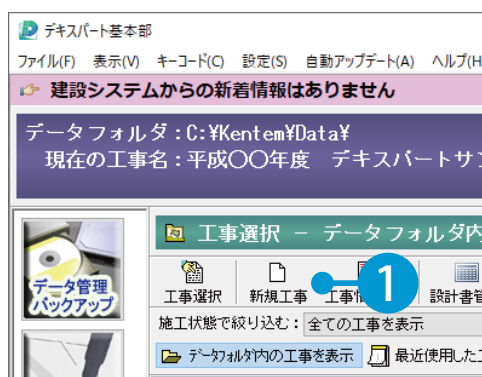 デキスパート基本部
ファイル(F) 表示(V) キーコード(C) 設定(S) 自動アップデート(A) ヘルプ(H
建設システムからの新着情報はありません
データフォルダ:C:¥Kentem¥Data¥
現在の工事名:平成〇〇年度 デキスパートサン
工事選択 － データフォルダ内
工事選択 新規工事 工事情 1 設計書管
データ管理
バックアップ
施工状態で絞り込む: 全ての工事を表示
データフォルダ内の工事を表示 最近使用した工